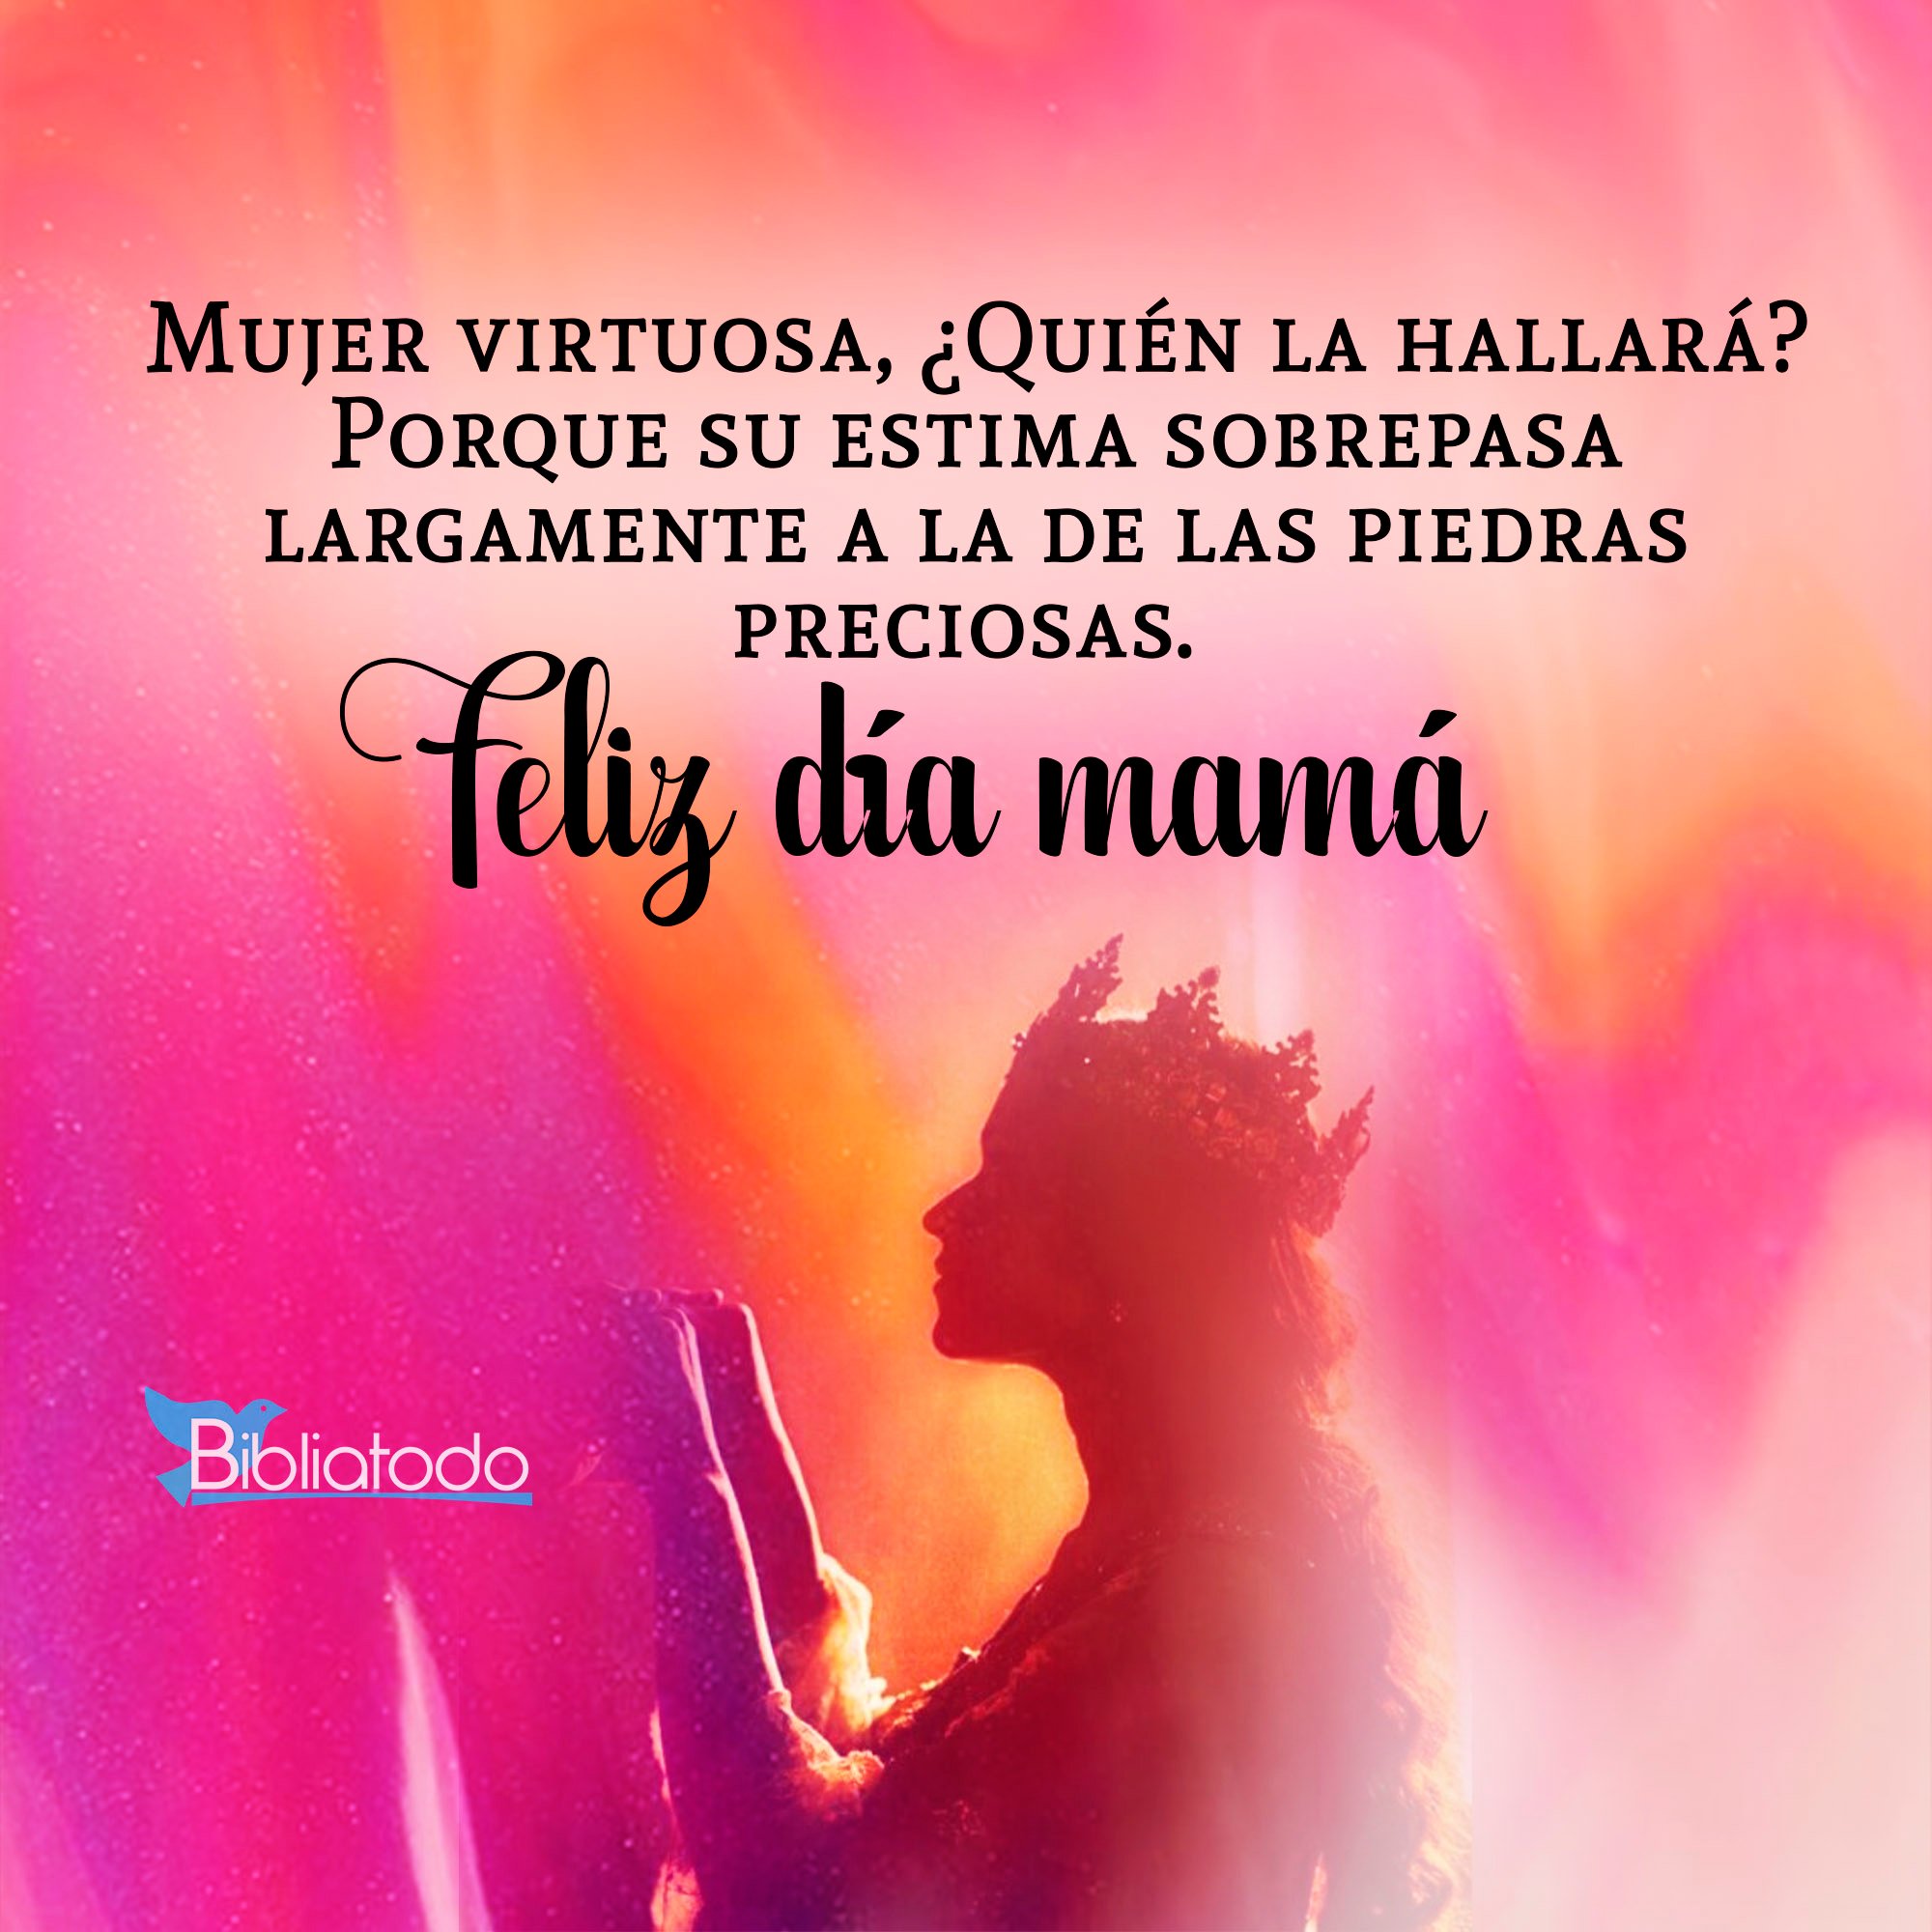 Mujer virtuosa, ¿Quién la hallará?
Porque su estima sobrepasa
largamente a la de las piedras
preciosas.
Feliz día mamá
Bibliatodo